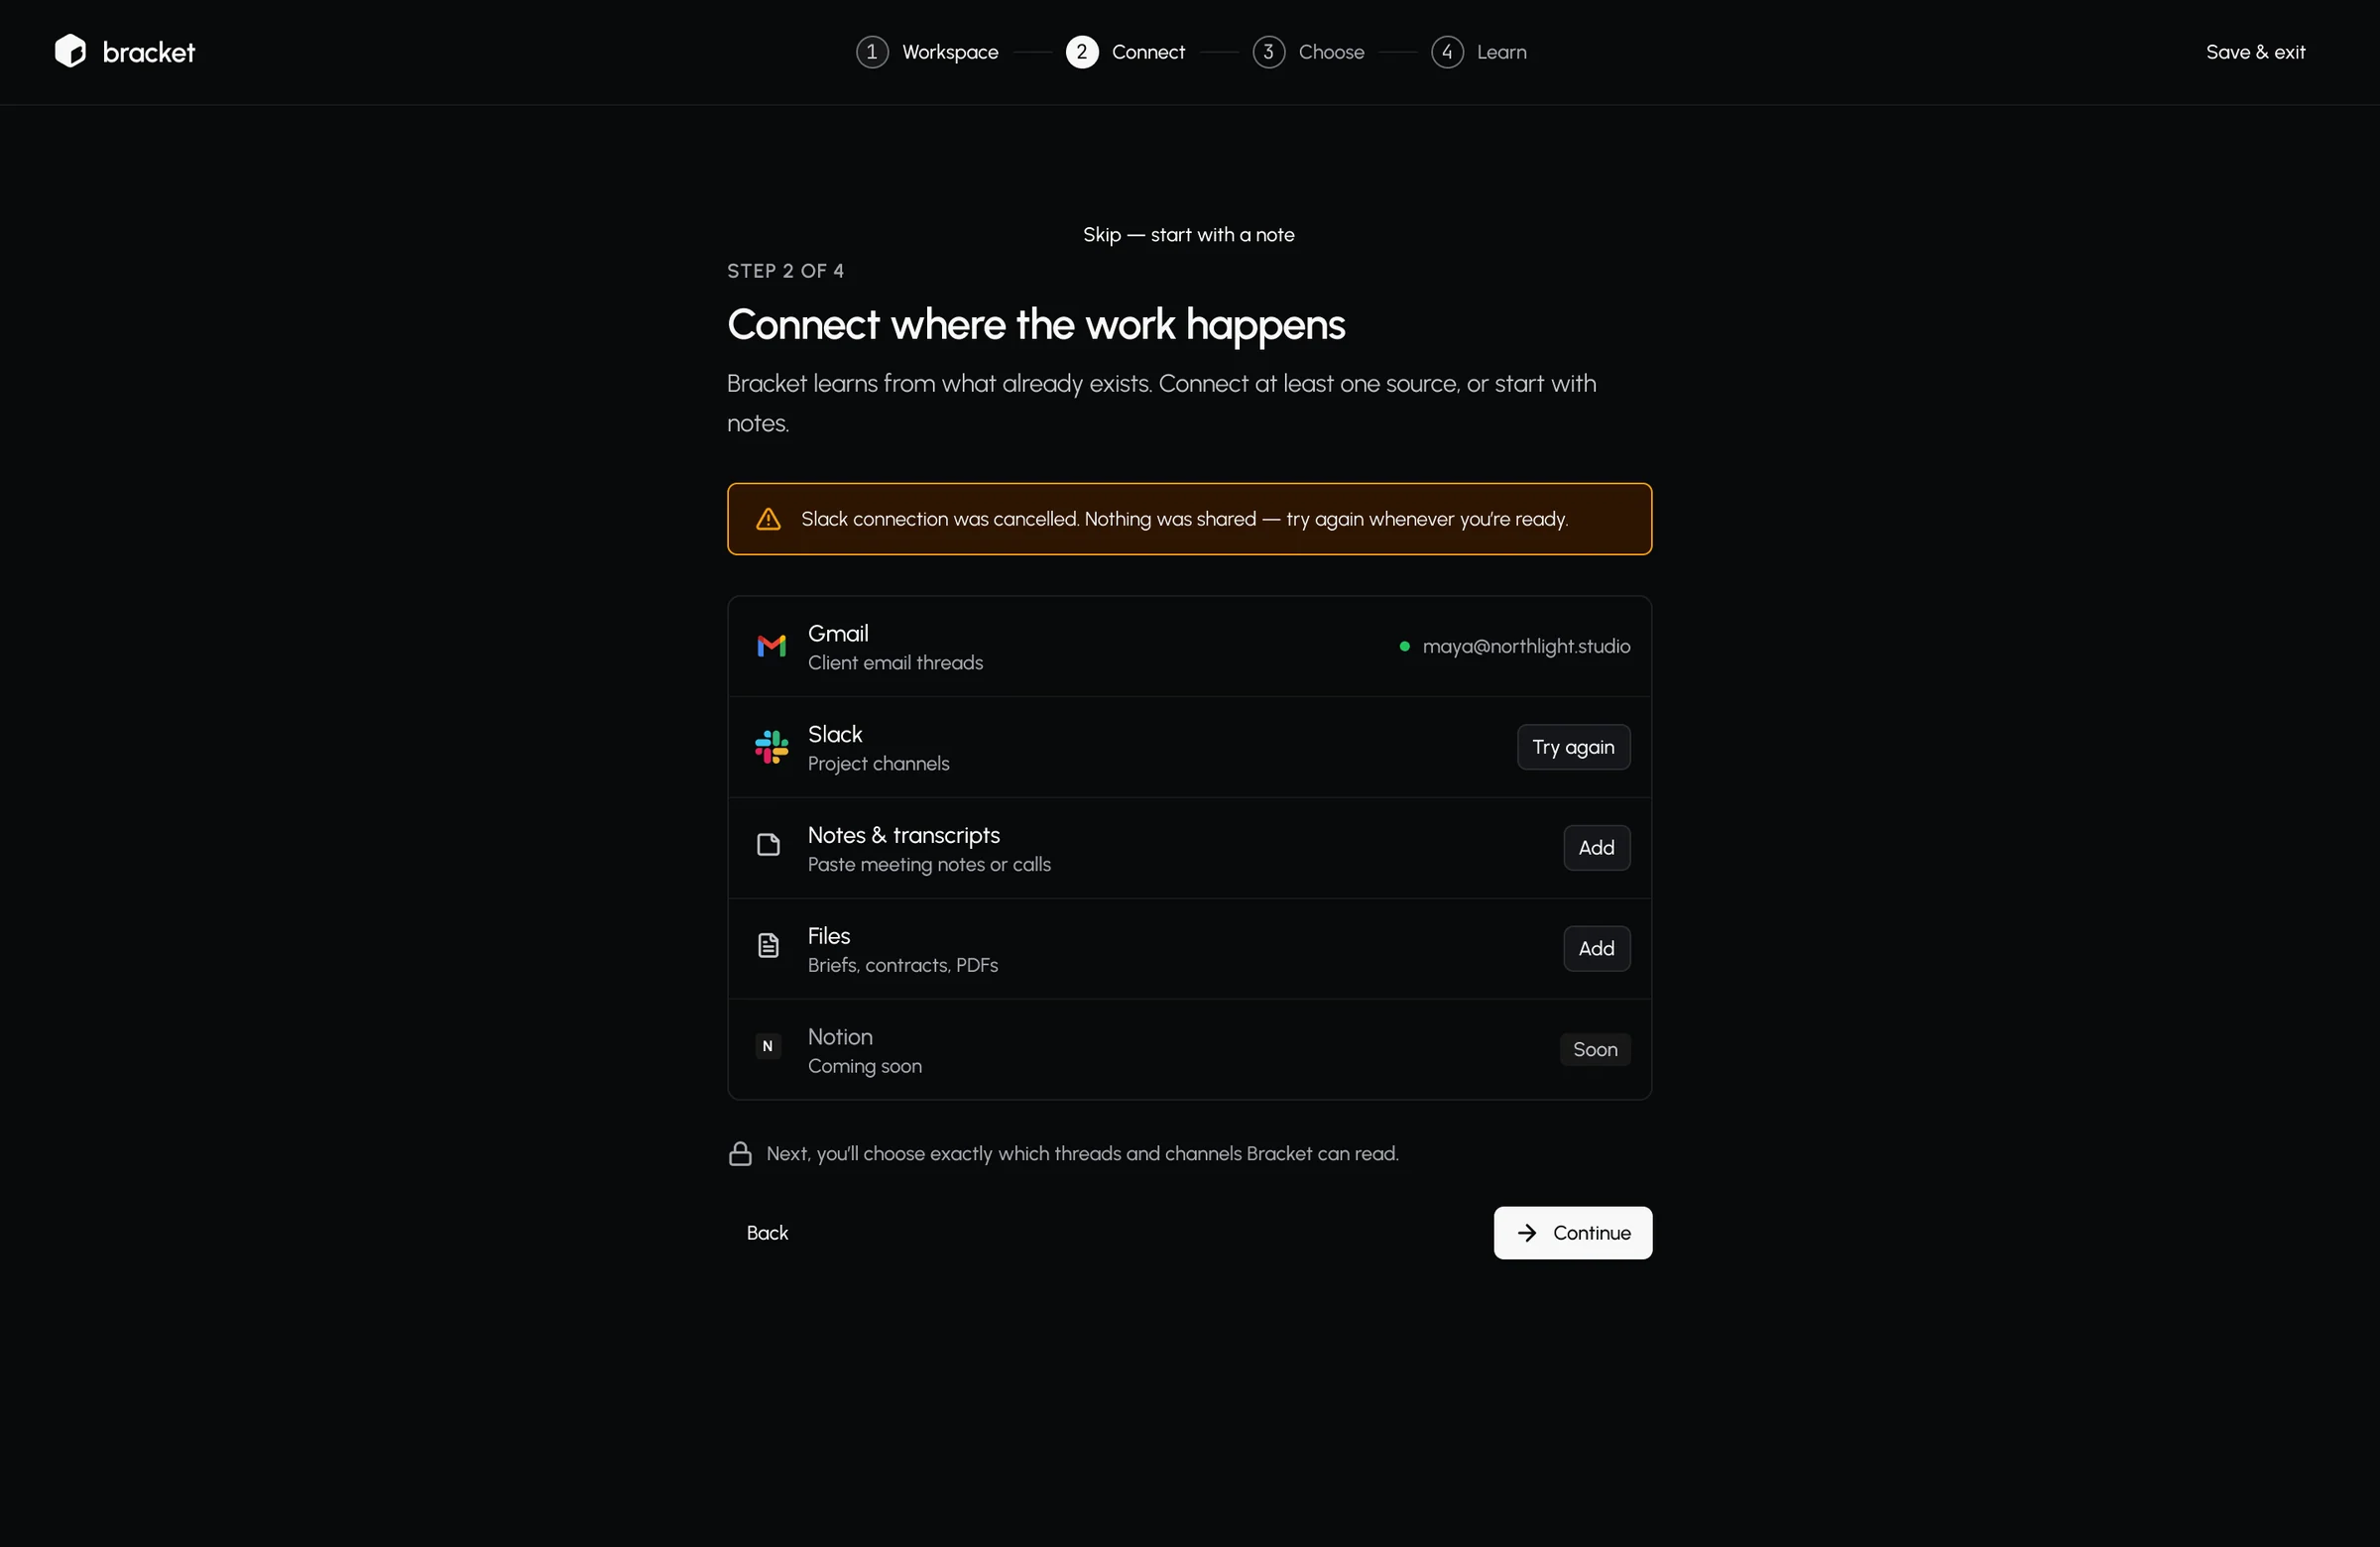 bracket
1 Workspace
2 Connect
3 Choose
4 Learn
Save & exit
Skip — start with a note
STEP 2 OF 4
Connect where the work happens
Bracket learns from what already exists. Connect at least one source, or start with
notes.
Slack connection was cancelled. Nothing was shared — try again whenever you’re ready.
Gmail
Client email threads
maya@northlight.studio
Slack
Project channels
Try again
Notes & transcripts
Paste meeting notes or calls
Add
Files
Briefs, contracts, PDFs
Add
N
Notion
Coming soon
Soon
Next, you’ll choose exactly which threads and channels Bracket can read.
Back
Continue